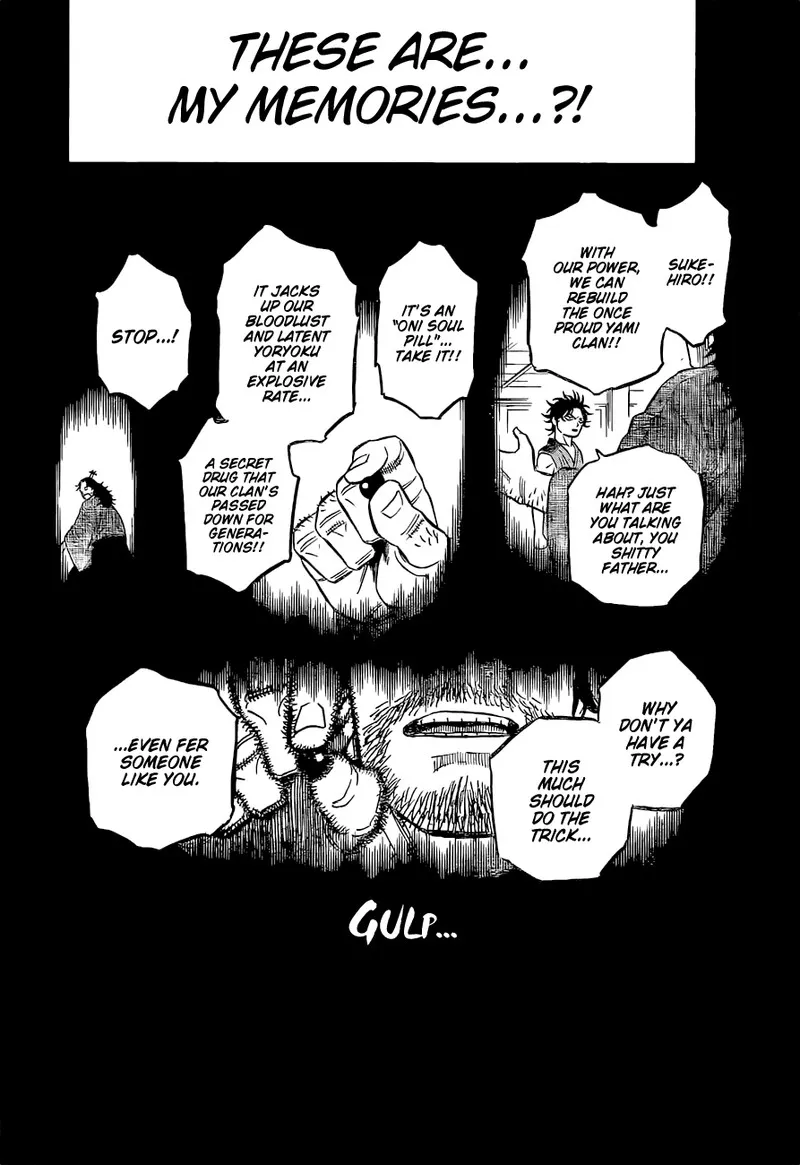 THESE ARE...
MY MEMORIES...?!
SUKE-
HIRO!!
WITH
OUR POWER,
WE CAN
REBUILD
THE ONCE
PROUD YAMI
CLAN!!
HAH? JUST
WHAT ARE
YOU TALKING
ABOUT, YOU
SHITTY
FATHER...
IT'S AN
"ONI SOUL
PILL"...
TAKE IT!!
IT JACKS
UP OUR
BLOODLUST
AND LATENT
YORYOKU
AT AN
EXPLOSIVE
RATE...
A SECRET
DRUG THAT
OUR CLAN'S
PASSED
DOWN FOR
GENERA-
TIONS!!
STOP...!
WHY
DON'T YA
HAVE A
TRY...?
THIS
MUCH
SHOULD
DO THE
TRICK...
...EVEN FER
SOMEONE
LIKE YOU.
GULP...